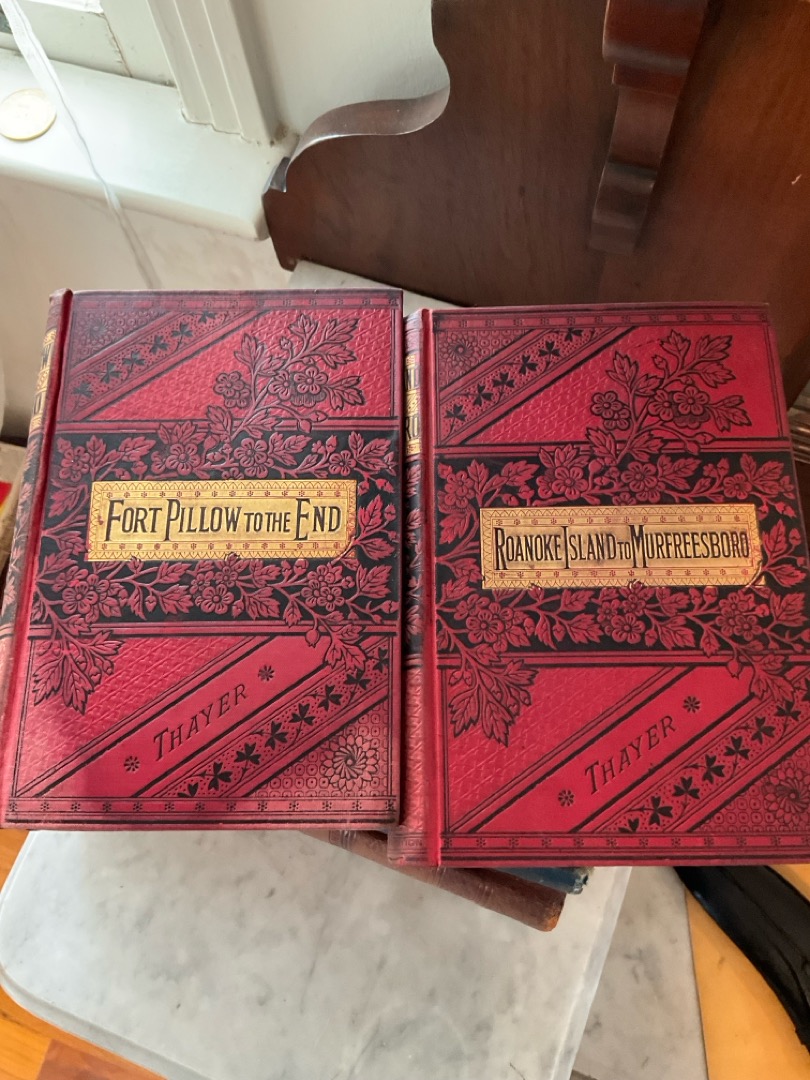 FORT PILLOW TO THE END
THAYER
ROANOKE ISLAND TO MURFREESBORO
THAYER